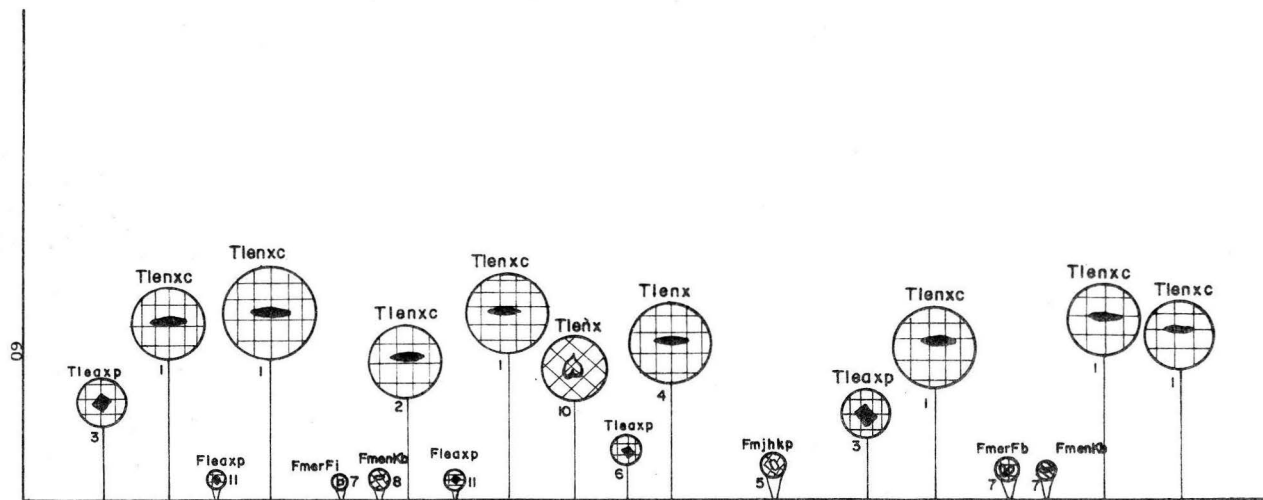 60
Tleaxp
3
Tlenxc
1
Fleaxp
11
Tlenxc
1
FmerFi
7
FmenKb
8
Tlenxc
2
Fleaxp
11
Tlenxc
1
Tleǹx
10
Tleaxp
6
Tlenx
4
Fmjhkp
5
Tleaxp
3
Tlenxc
1
FmerFb
7
FmenKb
7
Tlenxc
1
Tlenxc
1